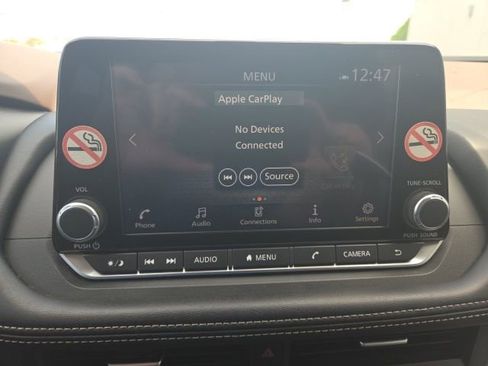 MENU
12:47
Apple CarPlay
No Devices
Connected
Source
Phone
Audio
Connections
Info
Settings
VOL
PUSH
TUNE·SCROLL
PUSH SOUND
AUDIO
MENU
CAMERA